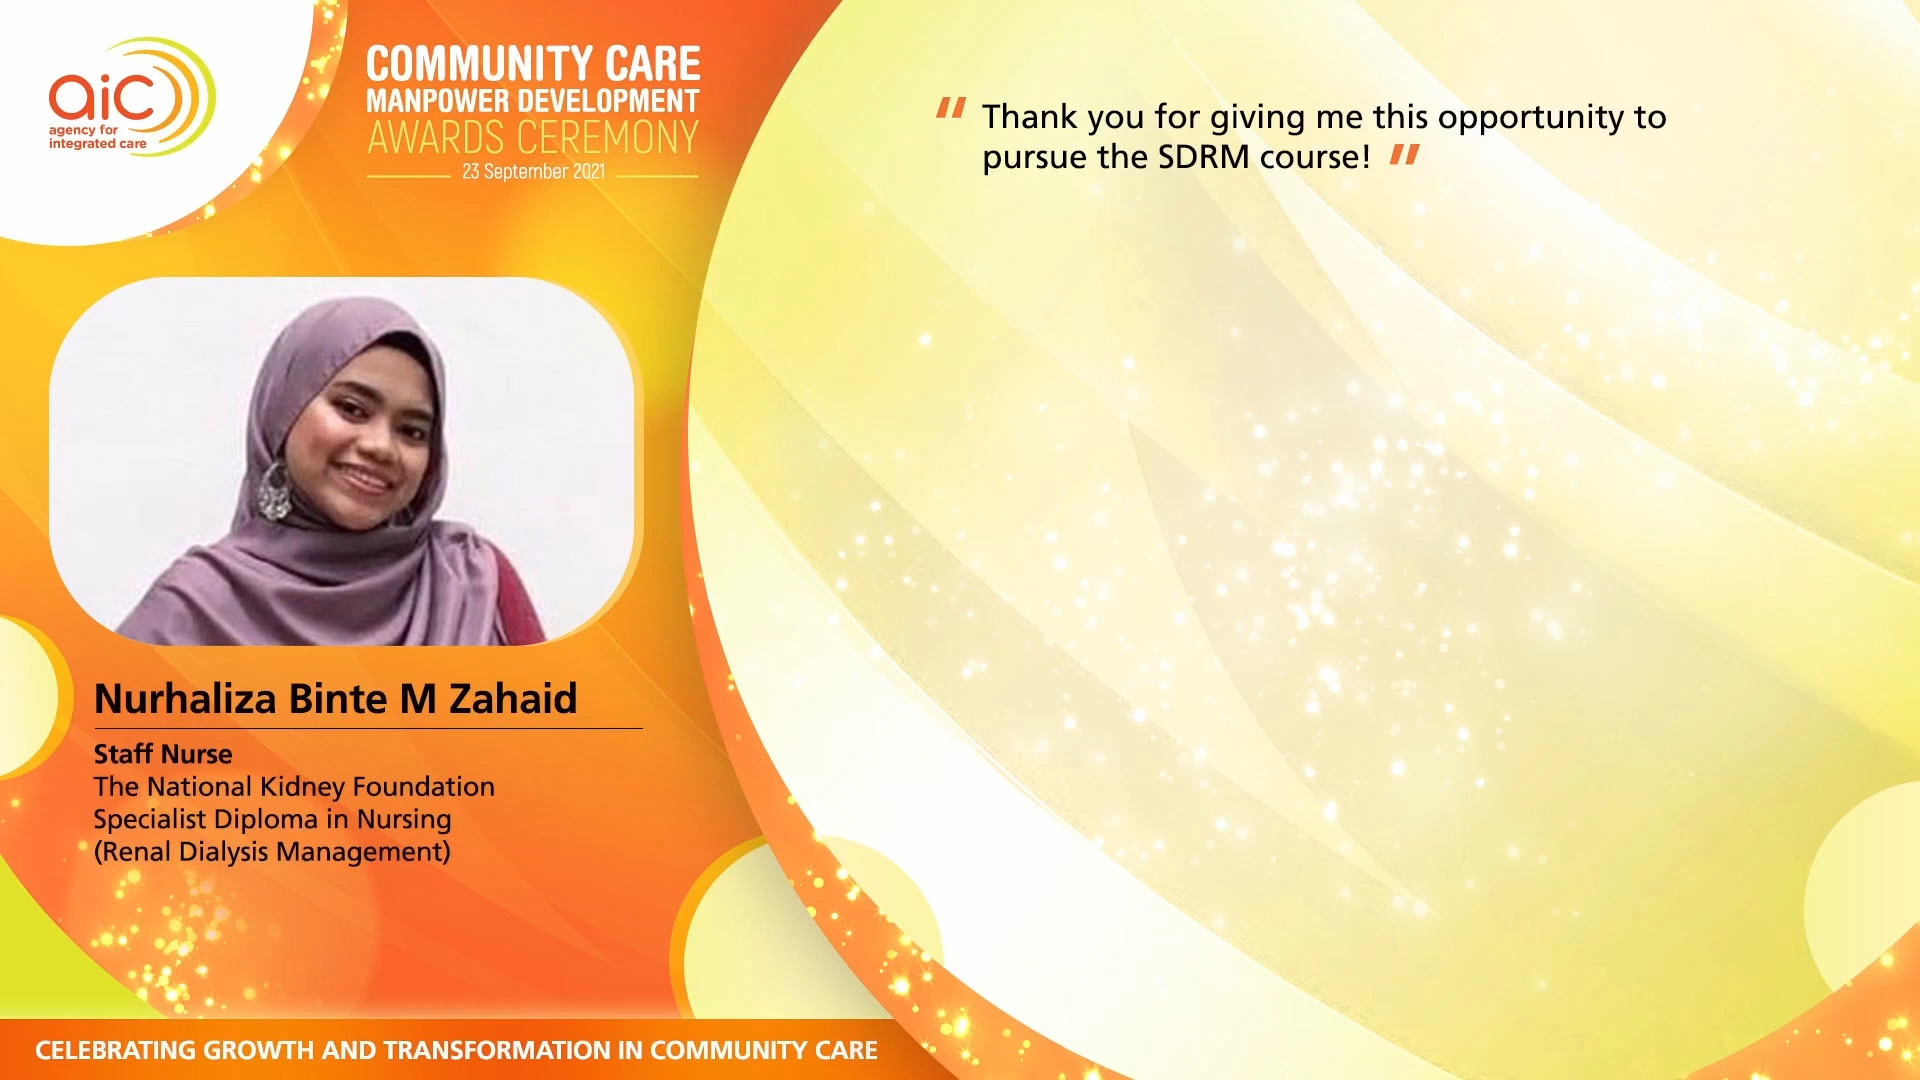 aic
agency for
integrated care
COMMUNITY CARE
MANPOWER DEVELOPMENT
AWARDS CEREMONY
23 September 2021
Nurhaliza Binte M Zahaid
Staff Nurse
The National Kidney Foundation
Specialist Diploma in Nursing
(Renal Dialysis Management)
CELEBRATING GROWTH AND TRANSFORMATION IN COMMUNITY CARE
"Thank you for giving me this opportunity to
pursue the SDRM course!"